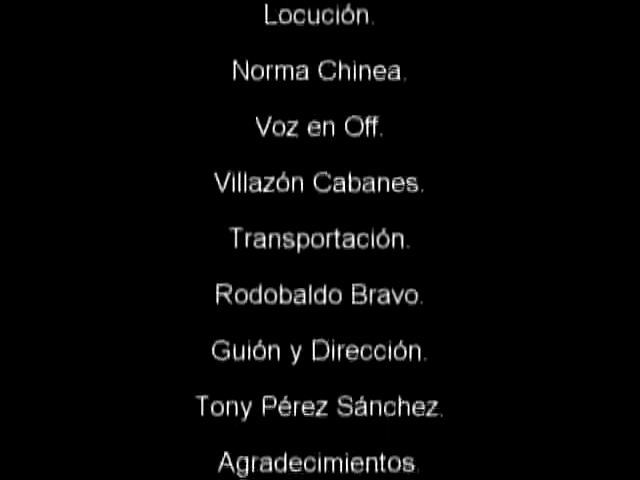 Locución.
Norma Chinea.
Voz en Off.
Villazón Cabanes.
Transportación.
Rodobaldo Bravo.
Guión y Dirección.
Tony Pérez Sánchez.
Agradecimientos.